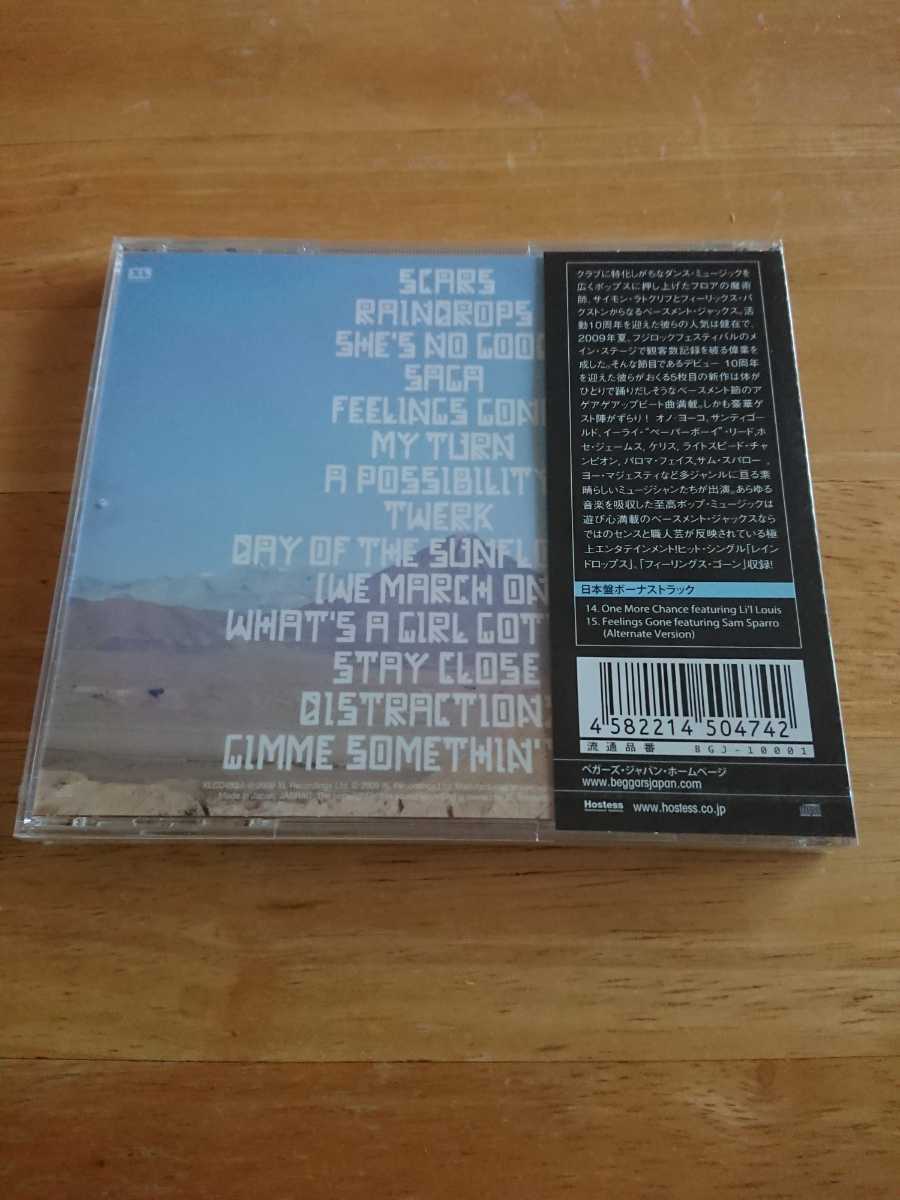 XL
SCARS
RAINDROPS
SHE'S NO GOO
SAGA
FEELINGS GON
MY TURN
A POSSIBILITY
TWERK
DAY OF THE SUNFLO
(WE MARCH ON
WHAT'S A GIRL GOT
STAY CLOSE
DISTRACTION
GIMME SOMETHIN'
クラブに特化しがちなダンス・ミュージックを
広くポップスに押し上げたフロアの魔術
師、サイモン・ラトクリフとフィーリックス・バ
クストンからなるベースメント・ジャックス。活
動10周年を迎えた彼らの人気は健在で、
2009年夏、フジロックフェスティバルのメ
イン・ステージで観客数記録を破る偉業を
成した。そんな節目であるデビュー 10周年
を迎えた彼らがおくる5枚目の新作は体が
ひとりで踊りだしそうなベースメント節のア
ゲアゲアップビート曲満載。しかも豪華ゲ
スト陣がずらり! オノ・ヨーコ、サンティゴー
ルド、イーライ・"ペーパーボーイ"・リード,ホ
セ・ジェームス、ケリス、ライトスピード・チャ
ンピオン、パロマ・フェイス,サム・スパロー 、
ヨー・マジェスティなど多ジャンルに亘る素
晴らしいミュージシャンたちが出演。あらゆる
音楽を吸収した至高ポップ・ミュージックは
遊び心満載のベースメント・ジャックスなら
ではのセンスと職人芸が反映されている極
上エンタテインメント!ヒット・シングル「レイン
ドロップス」、「フィーリングス・ゴーン」収録!
日本盤ボーナストラック
14. One More Chance featuring Li'l Louis
15. Feelings Gone featuring Sam Sparro
(Alternate Version)
4 582214 504742
流通品番 BGJ-10001
ベガーズ・ジャパン・ホームページ
www.beggarsjapan.com
Hostess www.hostess.co.jp
2009 XL Recordings Ltd. © 2009 XL Recordings Ltd
Made in Japan.